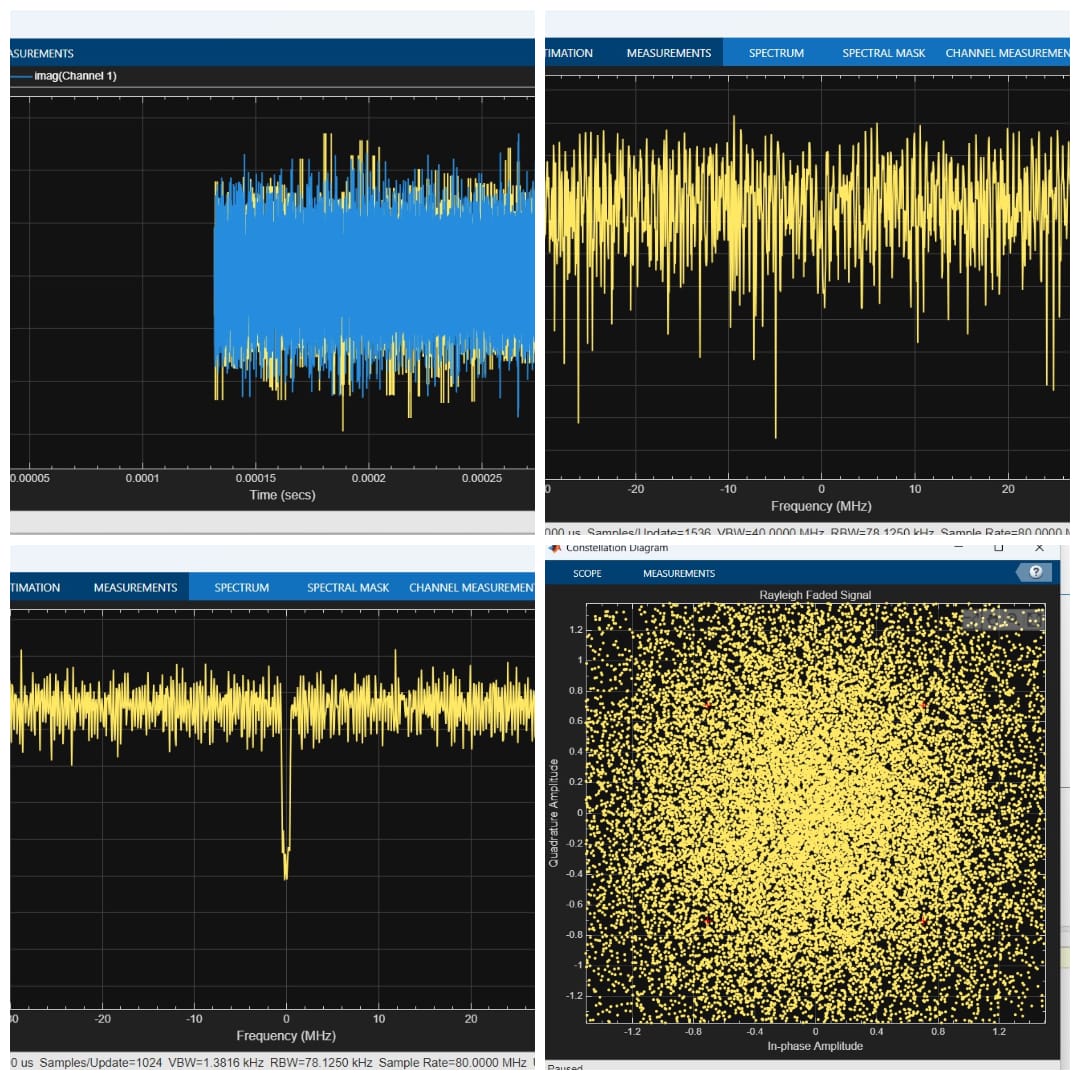 ASUREMENTS
imag(Channel 1)
0.00005 0.0001 0.00015 0.0002 0.00025
Time (secs)
TIMATION MEASUREMENTS SPECTRUM SPECTRAL MASK CHANNEL MEASUREMEN
0 -20 -10 0 10 20
Frequency (MHz)
000 us Samples/Update=1536 VBW=40.0000 MHz RBW=78.1250 kHz Sample Rate=80.0000 M
TIMATION MEASUREMENTS SPECTRUM SPECTRAL MASK CHANNEL MEASUREMEN
30 -20 -10 0 10 20
Frequency (MHz)
0 us Samples/Update=1024 VBW=1.3816 kHz RBW=78.1250 kHz Sample Rate=80.0000 MHz
Constellation Diagram
SCOPE MEASUREMENTS ?
Rayleigh Faded Signal
1.2
1
0.8
0.6
0.4
0.2
0
-0.2
-0.4
-0.6
-0.8
-1
-1.2
Quadrature Amplitude
-1.2 -0.8 -0.4 0 0.4 0.8 1.2
In-phase Amplitude
Paused